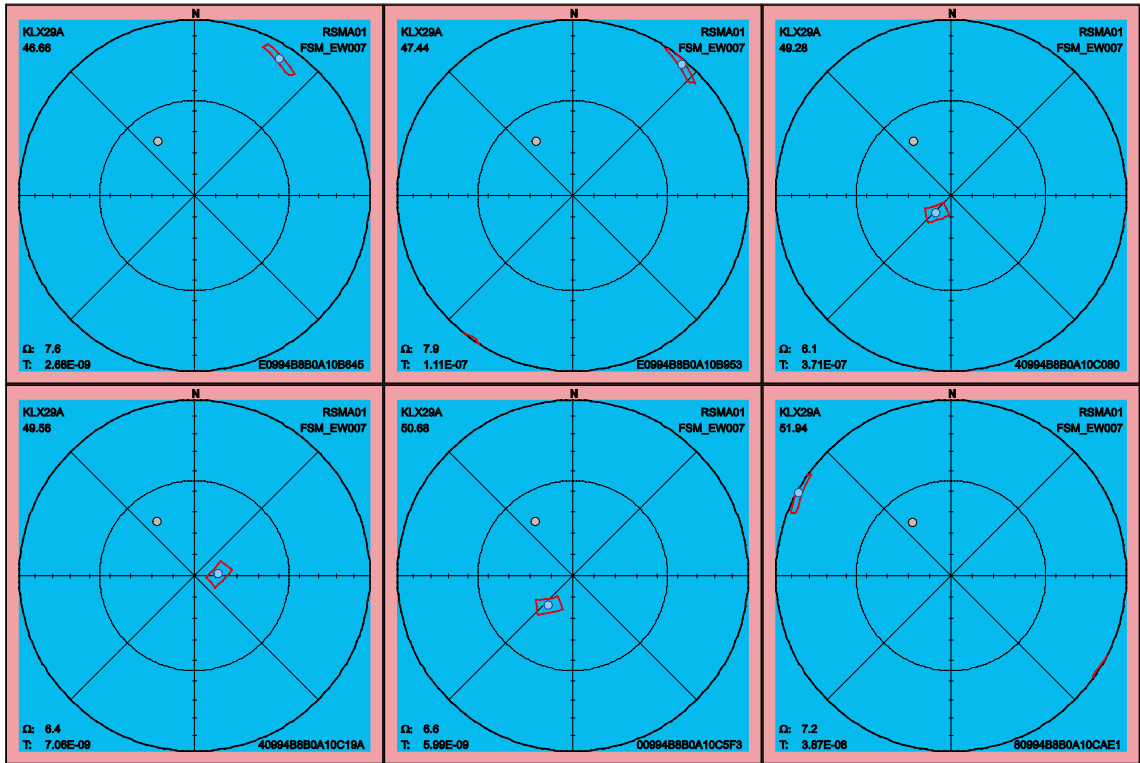 N
KLX29A RSMA01
46.66 FSM_EW007
Ω: 7.6
T: 2.68E-09 E0994B8B0A10B645
N
KLX29A RSMA01
47.44 FSM_EW007
Ω: 7.9
T: 1.11E-07 E0994B8B0A10B953
N
KLX29A RSMA01
49.28 FSM_EW007
Ω: 6.1
T: 3.71E-07 40994B8B0A10C080
N
KLX29A RSMA01
49.56 FSM_EW007
Ω: 6.4
T: 7.06E-09 40994B8B0A10C19A
N
KLX29A RSMA01
50.68 FSM_EW007
Ω: 6.6
T: 5.99E-09 00994B8B0A10C5F3
N
KLX29A RSMA01
51.94 FSM_EW007
Ω: 7.2
T: 3.87E-06 80994B8B0A10CAE1